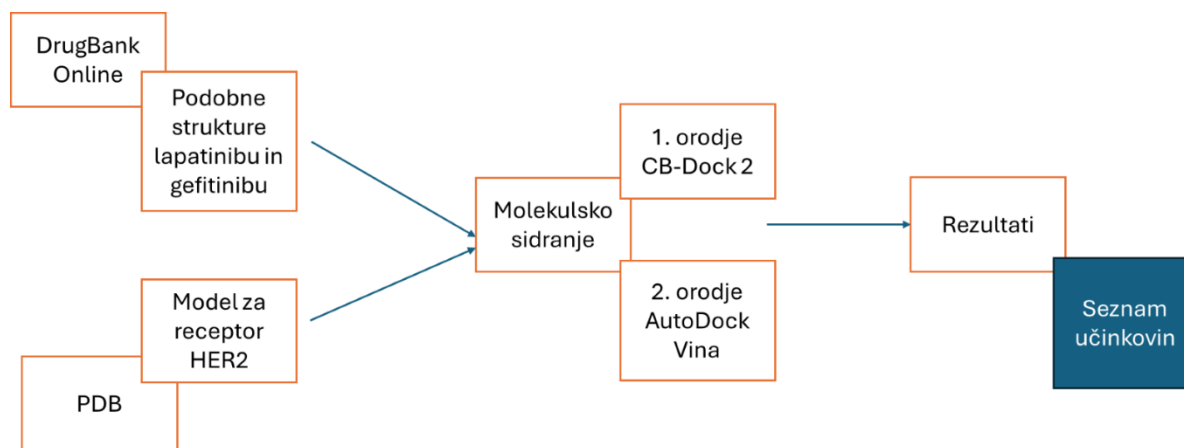 DrugBank
Online
Podobne
strukture
lapatinibu in
gefitinibu
Model za
receptor
HER2
PDB
Molekulsko
sidranje
1. orodje
CB-Dock 2
2. orodje
AutoDock
Vina
Rezultati
Seznam
učinkovin